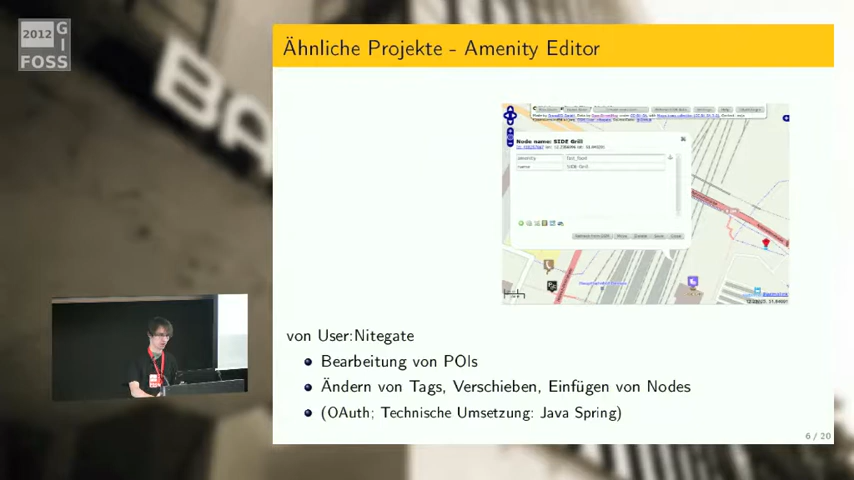 2012
G
I
FOSS
BA
Ähnliche Projekte - Amenity Editor
Node name: SIDE Grill
amenity
fast_food
name
SIDE Grill
von User:Nitegate
Bearbeitung von POIs
Ändern von Tags, Verschieben, Einfügen von Nodes
(OAuth; Technische Umsetzung: Java Spring)
6 / 20